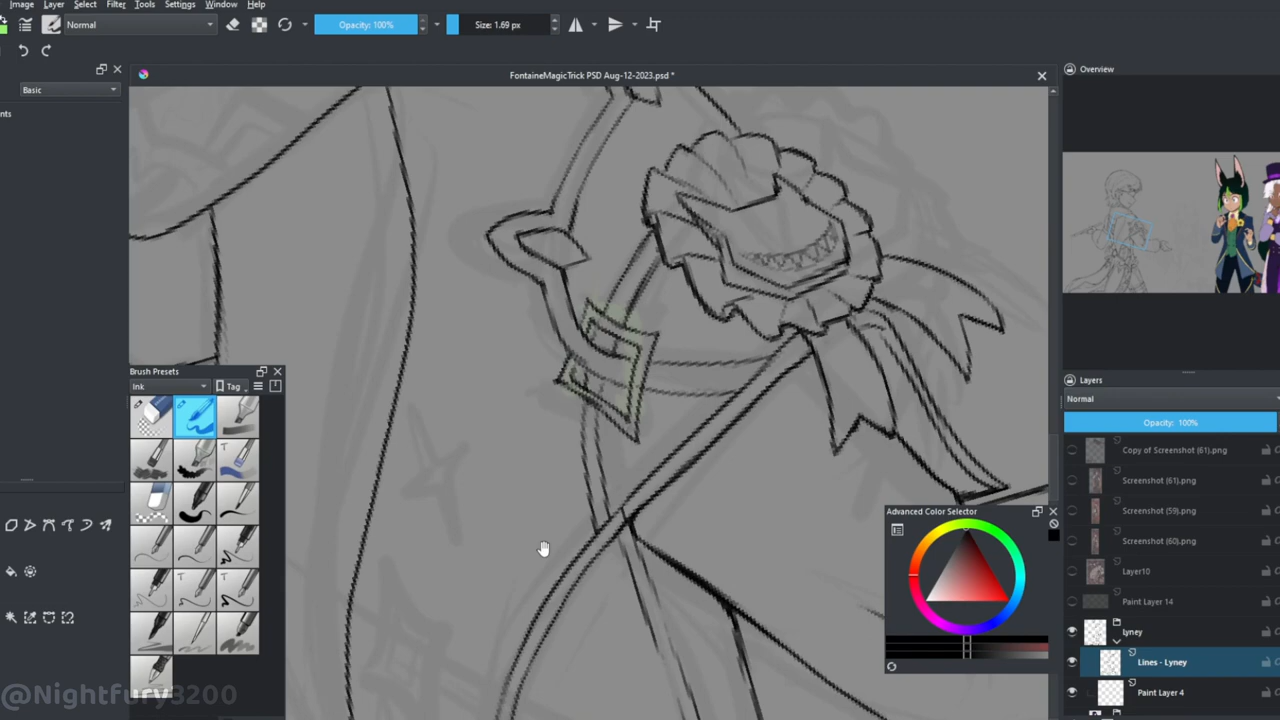 Image Layer Select Filter Tools Settings Window Help
Normal
Opacity: 100%
Size: 1.69 px
FontaineMagicTrick PSD Aug-12-2023.psd *
Overview
Basic
nts
Brush Presets
Ink
Tag
T
T
T
Advanced Color Selector
Layers
Normal
Opacity: 100%
Copy of Screenshot (61).png
Screenshot (61).png
Screenshot (59).png
Screenshot (60).png
Layer10
Paint Layer 14
Lyney
Lines - Lyney
Paint Layer 4
@Nightfury3200